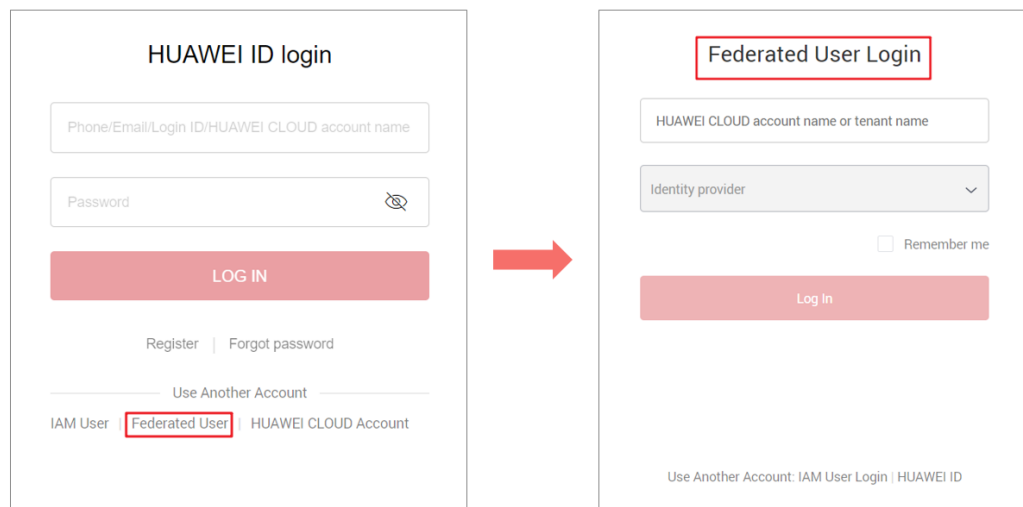 HUAWEI ID login
Phone/Email/Login ID/HUAWEI CLOUD account name
Password
LOG IN
Register | Forgot password
Use Another Account
IAM User | Federated User | HUAWEI CLOUD Account
Federated User Login
HUAWEI CLOUD account name or tenant name
Identity provider
Remember me
Log In
Use Another Account: IAM User Login | HUAWEI ID